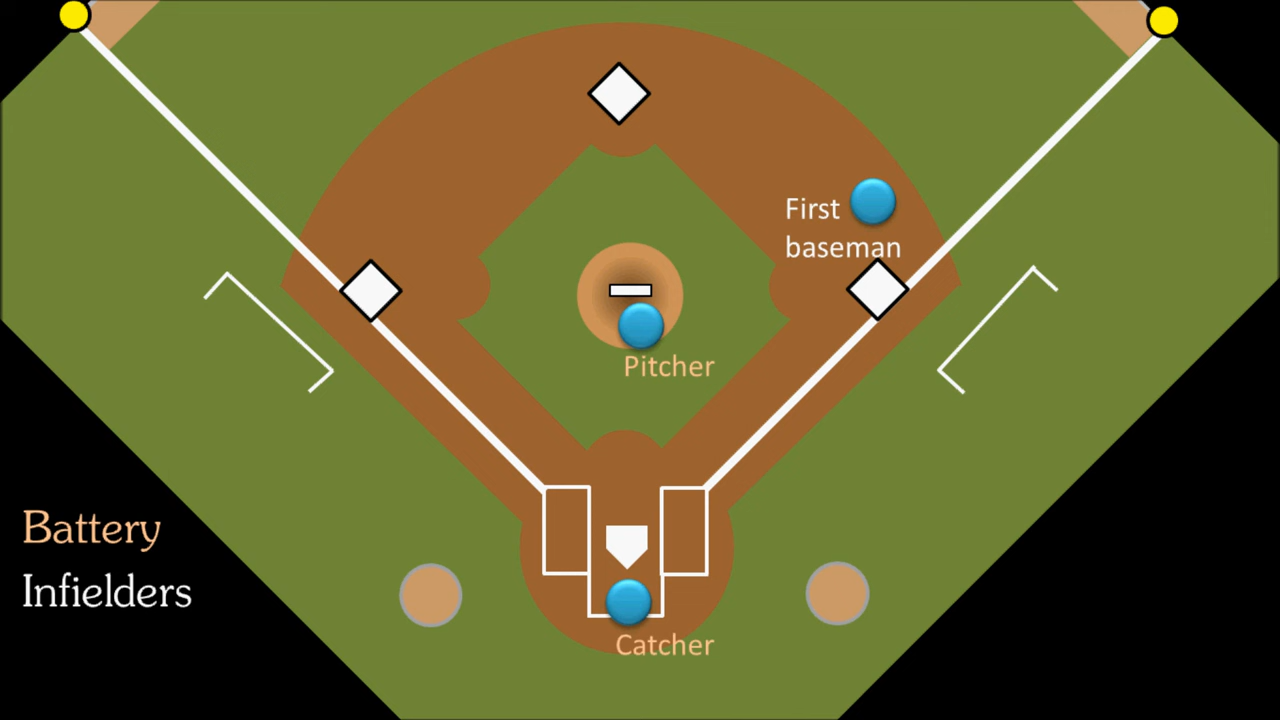 First
baseman
Pitcher
Battery
Infielders
Catcher